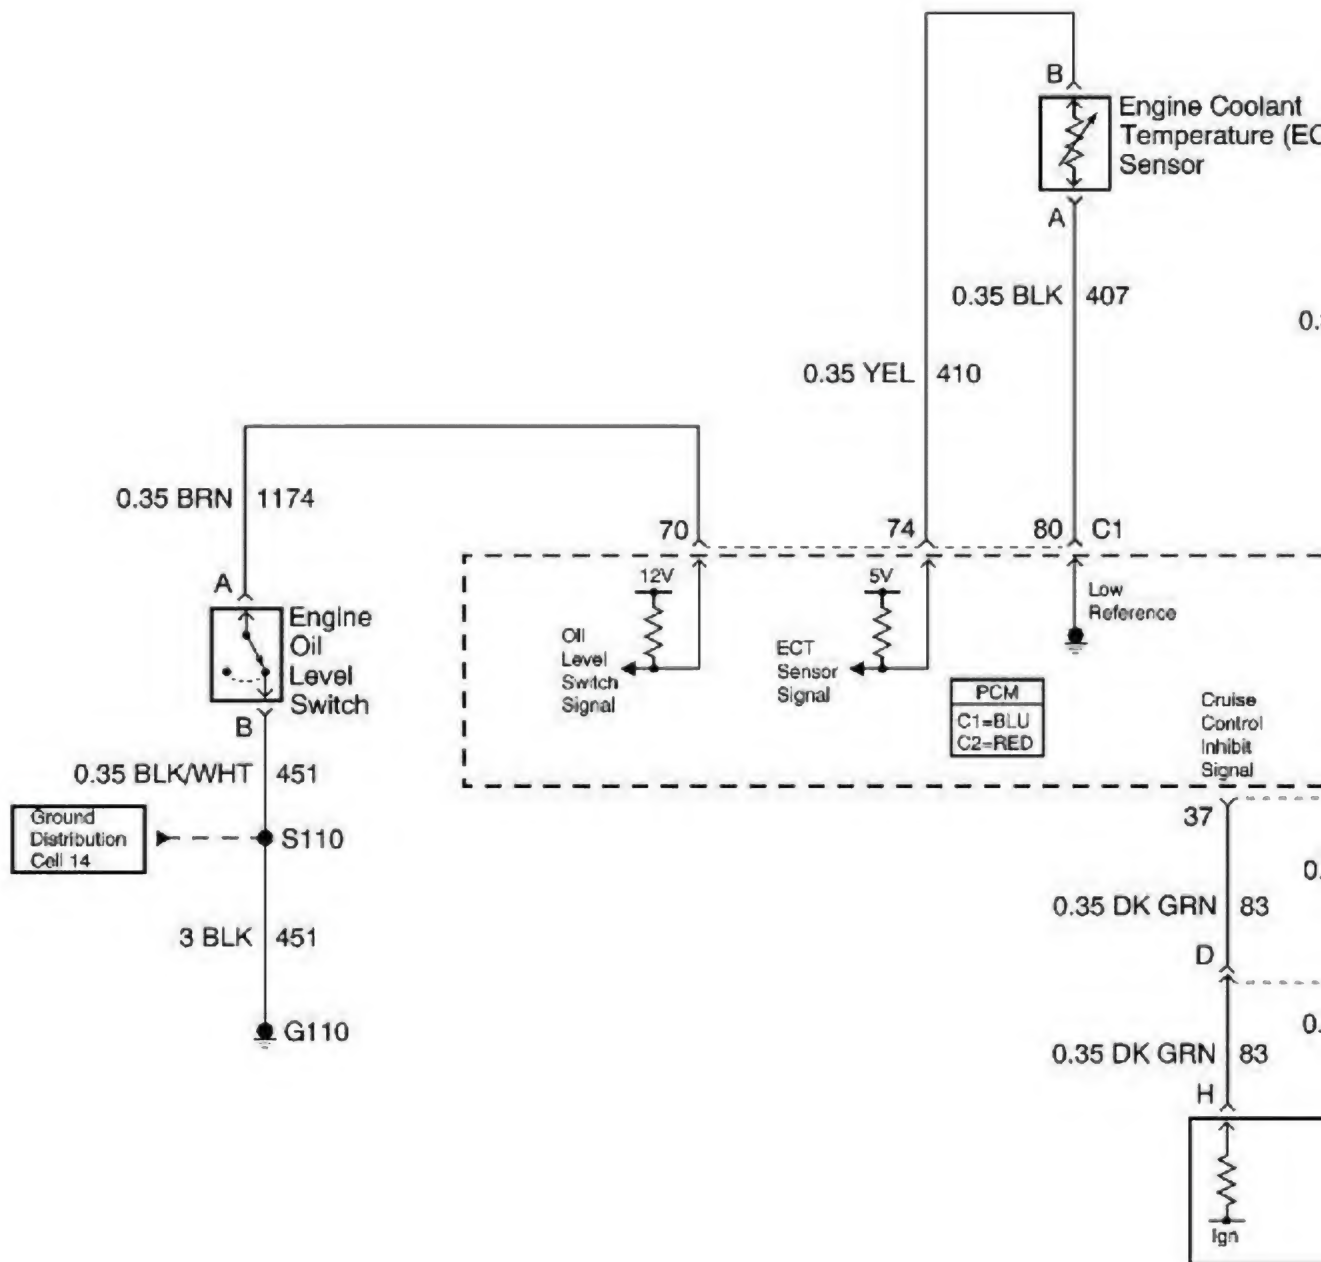 B
Engine Coolant
Temperature (EC
Sensor
A
0.35 BLK 407
0.
0.35 YEL 410
0.35 BRN 1174
70
74
80 C1
A
Engine
Oil
Level
Switch
B
12V
Oil
Level
Switch
Signal
5V
ECT
Sensor
Signal
Low
Reference
PCM
C1=BLU
C2=RED
Cruise
Control
Inhibit
Signal
0.35 BLK/WHT 451
Ground
Distribution
Cell 14
S110
3 BLK 451
G110
37
0.
0.35 DK GRN 83
D
0.
0.35 DK GRN 83
H
Ign